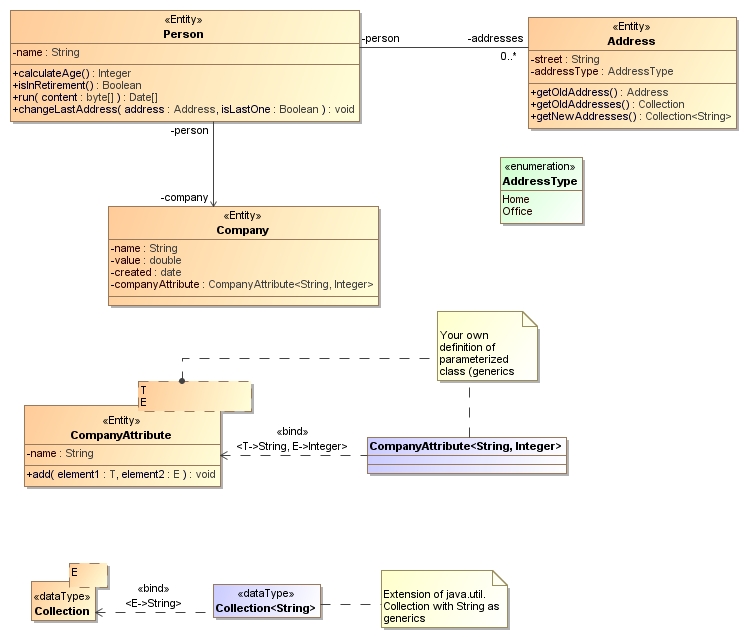 «Entity»
Person
-name : String
+calculateAge() : Integer
+isInRetirement() : Boolean
+run( content : byte[] ) : Date[]
+changeLastAddress( address : Address, isLastOne : Boolean ) : void
-person
-addresses
0..*
«Entity»
Address
-street : String
-addressType : AddressType
+getOldAddress() : Address
+getOldAddresses() : Collection
+getNewAddresses() : Collection<String>
-person
-company
«enumeration»
AddressType
Home
Office
«Entity»
Company
-name : String
-value : double
-created : date
-companyAttribute : CompanyAttribute<String, Integer>
Your own
definition of
parameterized
class (generics
T
E
«Entity»
CompanyAttribute
-name : String
+add( element1 : T, element2 : E ) : void
«bind»
<T->String, E->Integer>
CompanyAttribute<String, Integer>
E
«dataType»
Collection
«bind»
<E->String>
«dataType»
Collection<String>
Extension of java.util.
Collection with String as
generics